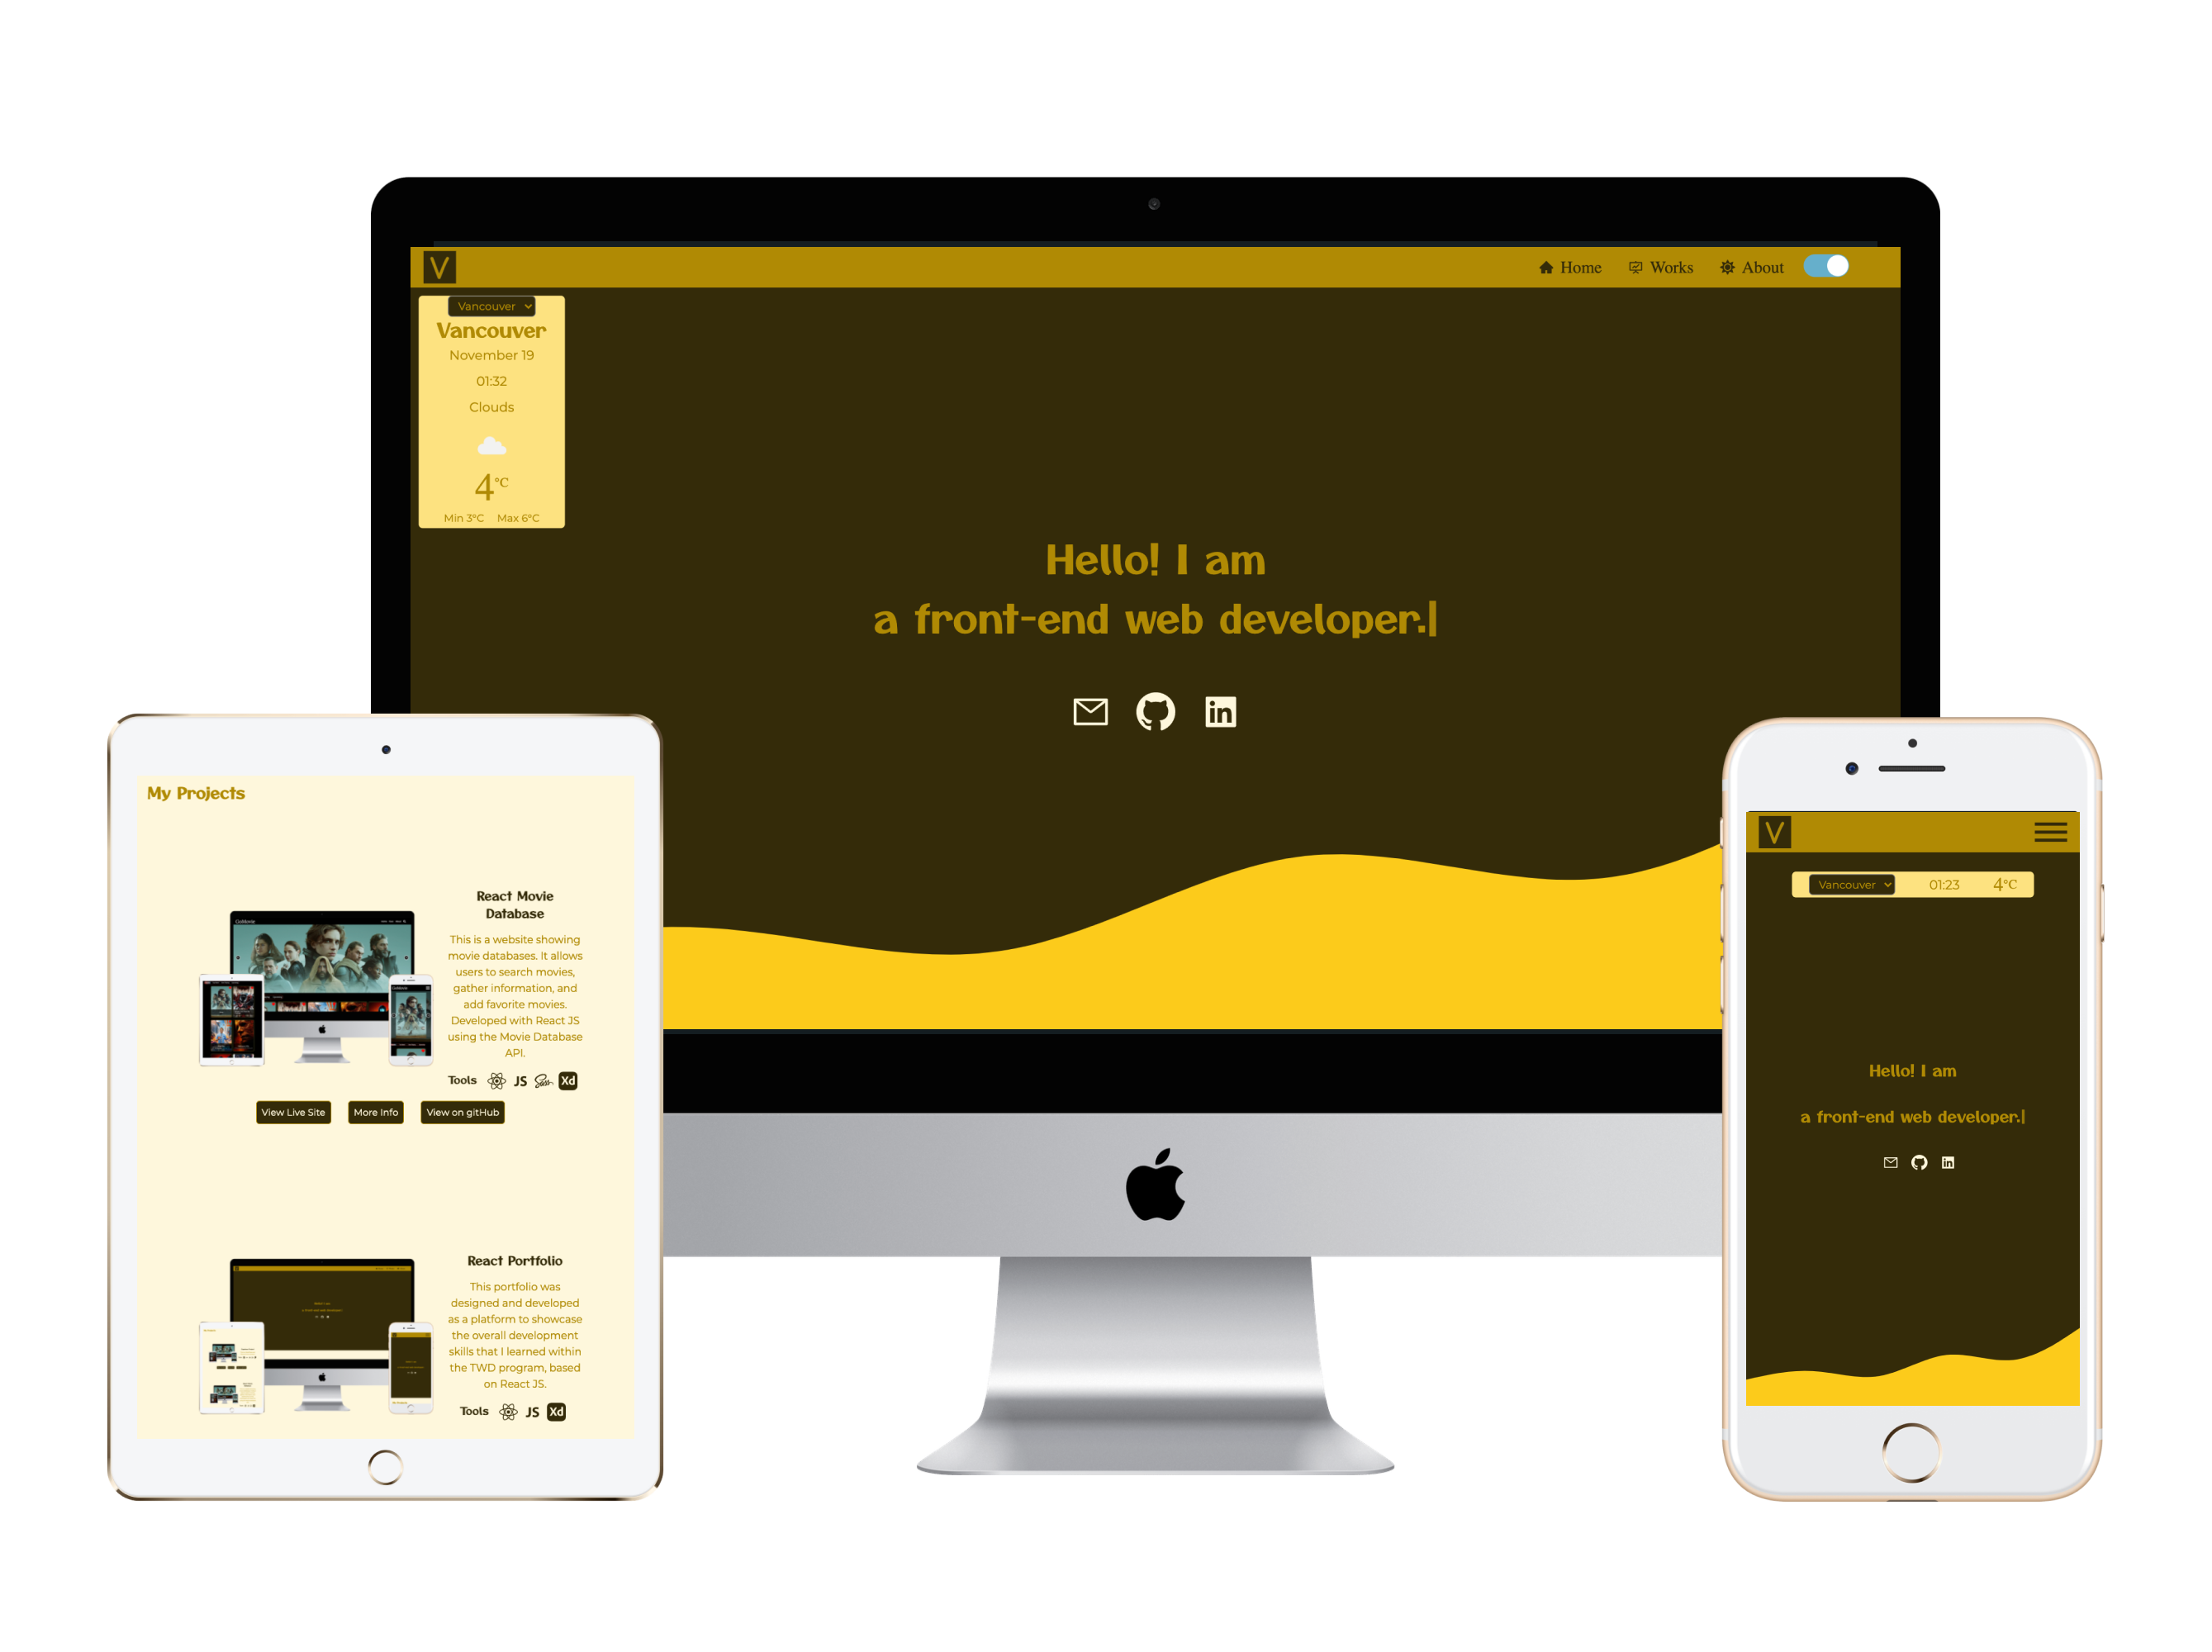 V
Home Works About
Vancouver
Vancouver
November 19
01:32
Clouds
4°C
Min 3°C Max 6°C
Hello! I am
a front-end web developer.|
in
My Projects
React Movie
Database
This is a website showing
movie databases. It allows
users to search movies,
gather information, and
add favorite movies.
Developed with React JS
using the Movie Database
API.
Tools JS Sass Xd
View Live Site More Info View on gitHub
React Portfolio
This portfolio was
designed and developed
as a platform to showcase
the overall development
skills that I learned within
the TWD program, based
on React JS.
Tools JS Xd
V
Vancouver 01:23 4°C
Hello! I am
a front-end web developer.|
in